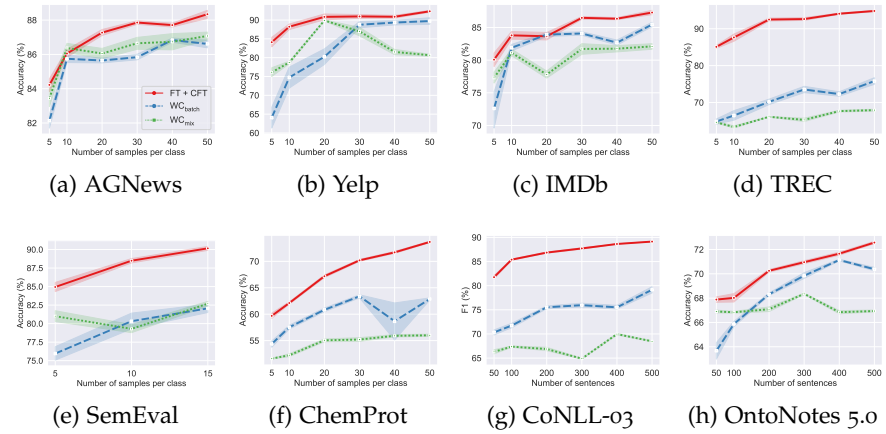 Accuracy (%)
88
86
84
82
5 10 20 30 40 50
Number of samples per class
FT + CFT
WC_batch
WC_mix
(a) AGNews
Accuracy (%)
90
85
80
75
70
65
60
5 10 20 30 40 50
Number of samples per class
(b) Yelp
Accuracy (%)
85
80
75
70
5 10 20 30 40 50
Number of samples per class
(c) IMDb
Accuracy (%)
90
80
70
5 10 20 30 40 50
Number of samples per class
(d) TREC
Accuracy (%)
90.0
87.5
85.0
82.5
80.0
77.5
75.0
5 10 15
Number of samples per class
(e) SemEval
Accuracy (%)
70
65
60
55
5 10 20 30 40 50
Number of samples per class
(f) ChemProt
F1 (%)
85
80
75
70
65
50 100 200 300 400 500
Number of sentences
(g) CoNLL-03
Accuracy (%)
72
70
68
66
64
50 100 200 300 400 500
Number of sentences
(h) OntoNotes 5.0